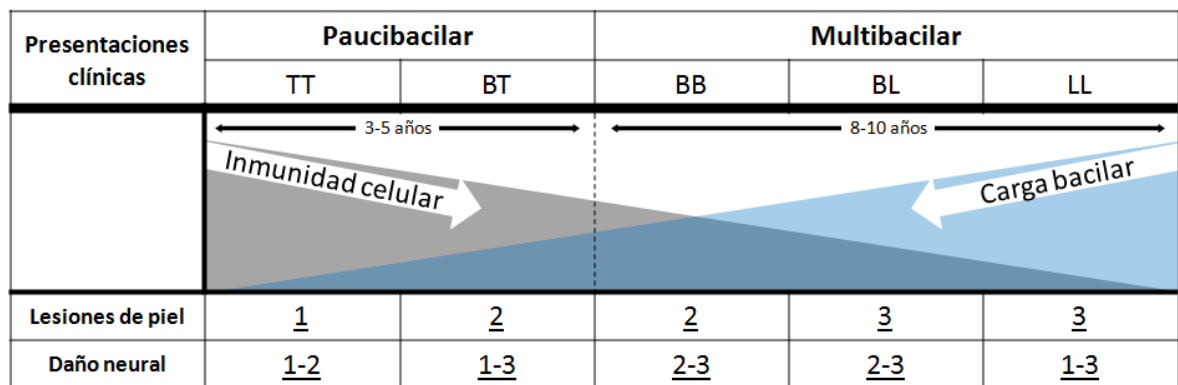 Presentaciones
clínicas
Paucibacilar
Multibacilar
TT
BT
BB
BL
LL
3-5 años
8-10 años
Inmunidad celular
Carga bacilar
Lesiones de piel
1
2
2
3
3
Daño neural
1-2
1-3
2-3
2-3
1-3